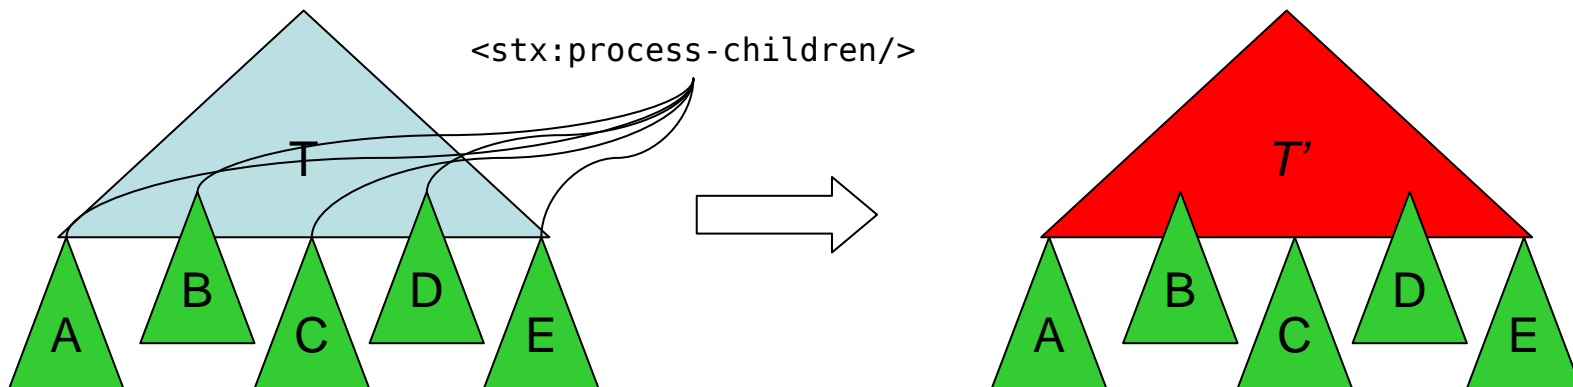 <stx:process-children/>
T
T’
B
D
B
D
A
C
E
A
C
E